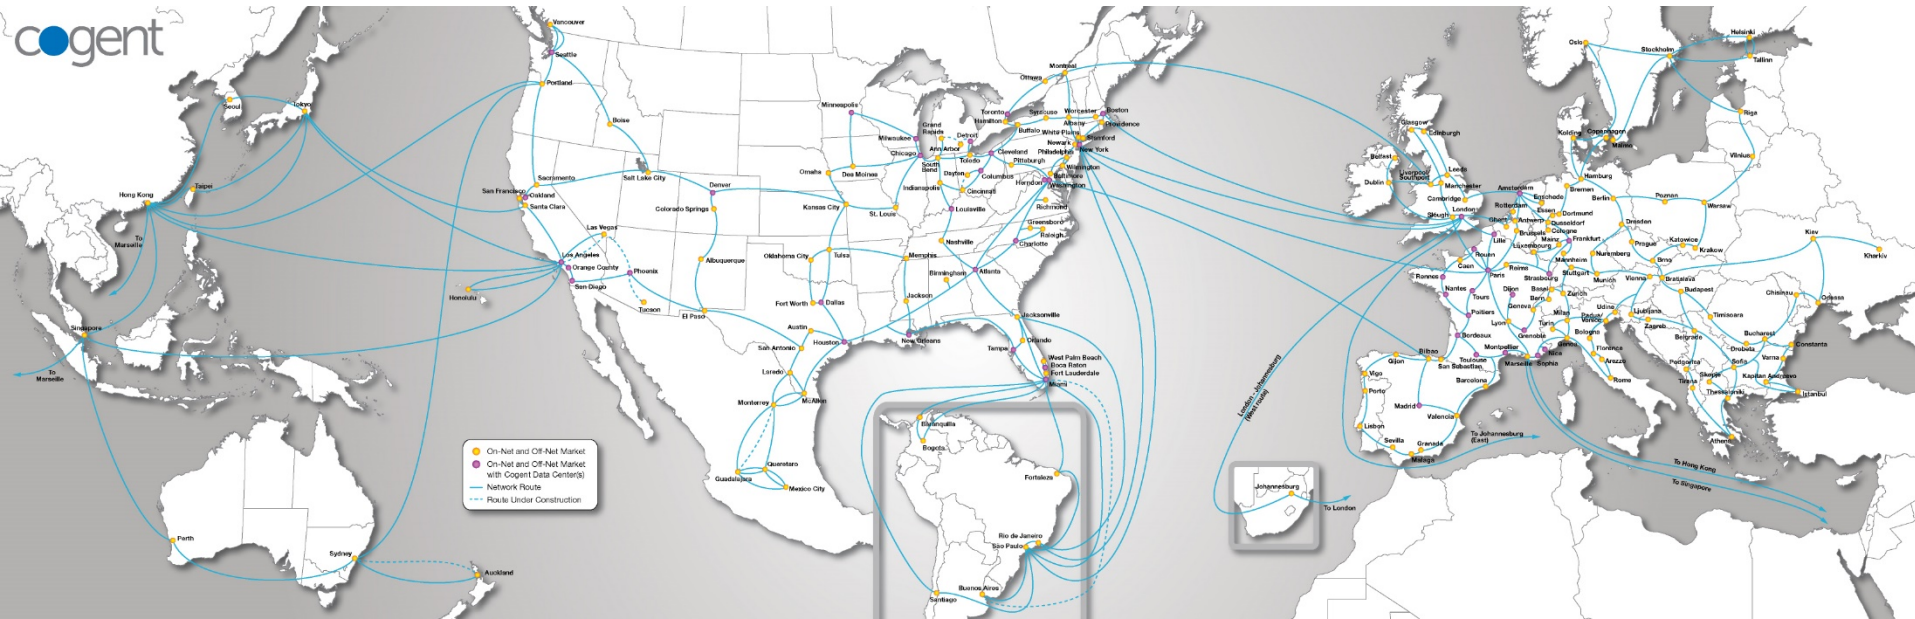 cogent
Vancouver
Seattle
Portland
Boise
Sacramento
San Francisco
Oakland
Santa Clara
Salt Lake City
Las Vegas
Los Angeles
Orange County
San Diego
Phoenix
Tucson
Honolulu
Denver
Colorado Springs
Albuquerque
El Paso
Minneapolis
Omaha
Des Moines
Kansas City
St. Louis
Oklahoma City
Tulsa
Fort Worth
Dallas
Austin
San Antonio
Houston
Laredo
McAllen
Monterrey
Queretaro
Guadalajara
Mexico City
Milwaukee
Chicago
Grand
Rapids
Detroit
Ann Arbor
South
Bend
Toledo
Cleveland
Pittsburgh
Columbus
Dayton
Cincinnati
Indianapolis
Louisville
Nashville
Memphis
Birmingham
Atlanta
Jackson
New Orleans
Jacksonville
Orlando
Tampa
West Palm Beach
Boca Raton
Fort Lauderdale
Miami
Montreal
Ottawa
Toronto
Hamilton
Buffalo
Syracuse
Worcester
Boston
Albany
Providence
White Plains
Stamford
Newark
New York
Philadelphia
Wilmington
Baltimore
Herndon
Washington
Richmond
Greensboro
Raleigh
Charlotte
Seoul
Tokyo
Taipei
Hong Kong
To
Marseille
Singapore
To
Marseille
Perth
Sydney
Auckland
On-Net and Off-Net Market
On-Net and Off-Net Market
with Cogent Data Center(s)
Network Route
Route Under Construction
Barranquilla
Bogota
Fortaleza
Rio de Janeiro
Sao Paulo
Buenos Aires
Santiago
London - Johannesburg
(West route)
Johannesburg
To London
To Johannesburg
(East)
To Hong Kong
To Singapore
Oslo
Stockholm
Helsinki
Tallinn
Riga
Vilnius
Glasgow
Edinburgh
Belfast
Dublin
Leeds
Liverpool/
Southport
Manchester
Cambridge
London
Slough
Kolding
Copenhagen
Malmo
Hamburg
Bremen
Berlin
Poznan
Warsaw
Amsterdam
Enschede
Rotterdam
Essen
Dortmund
Dusseldorf
Ghent
Antwerp
Cologne
Brussels
Lille
Luxembourg
Mainz
Frankfurt
Dresden
Prague
Katowice
Krakow
Kiev
Kharkiv
Nuremberg
Mannheim
Brno
Rouen
Caen
Reims
Paris
Strasbourg
Stuttgart
Munich
Vienna
Bratislava
Budapest
Rennes
Nantes
Tours
Dijon
Basel
Zurich
Bern
Geneva
Poitiers
Lyon
Milan
Turin
Udine
Ljubljana
Zagreb
Timisoara
Chisinau
Odessa
Bordeaux
Grenoble
Bologna
Belgrade
Bucharest
Constanta
Drobeta
Varna
Toulouse
Montpellier
Marseille
Nice
Sophia
Genoa
Florence
Arezzo
Rome
Podgorica
Tirana
Skopje
Sofia
Kapitan Andreevo
Istanbul
Thessaloniki
Athens
Gijon
Bilbao
San Sebastian
Vigo
Porto
Barcelona
Madrid
Valencia
Lisbon
Sevilla
Granada
Malaga